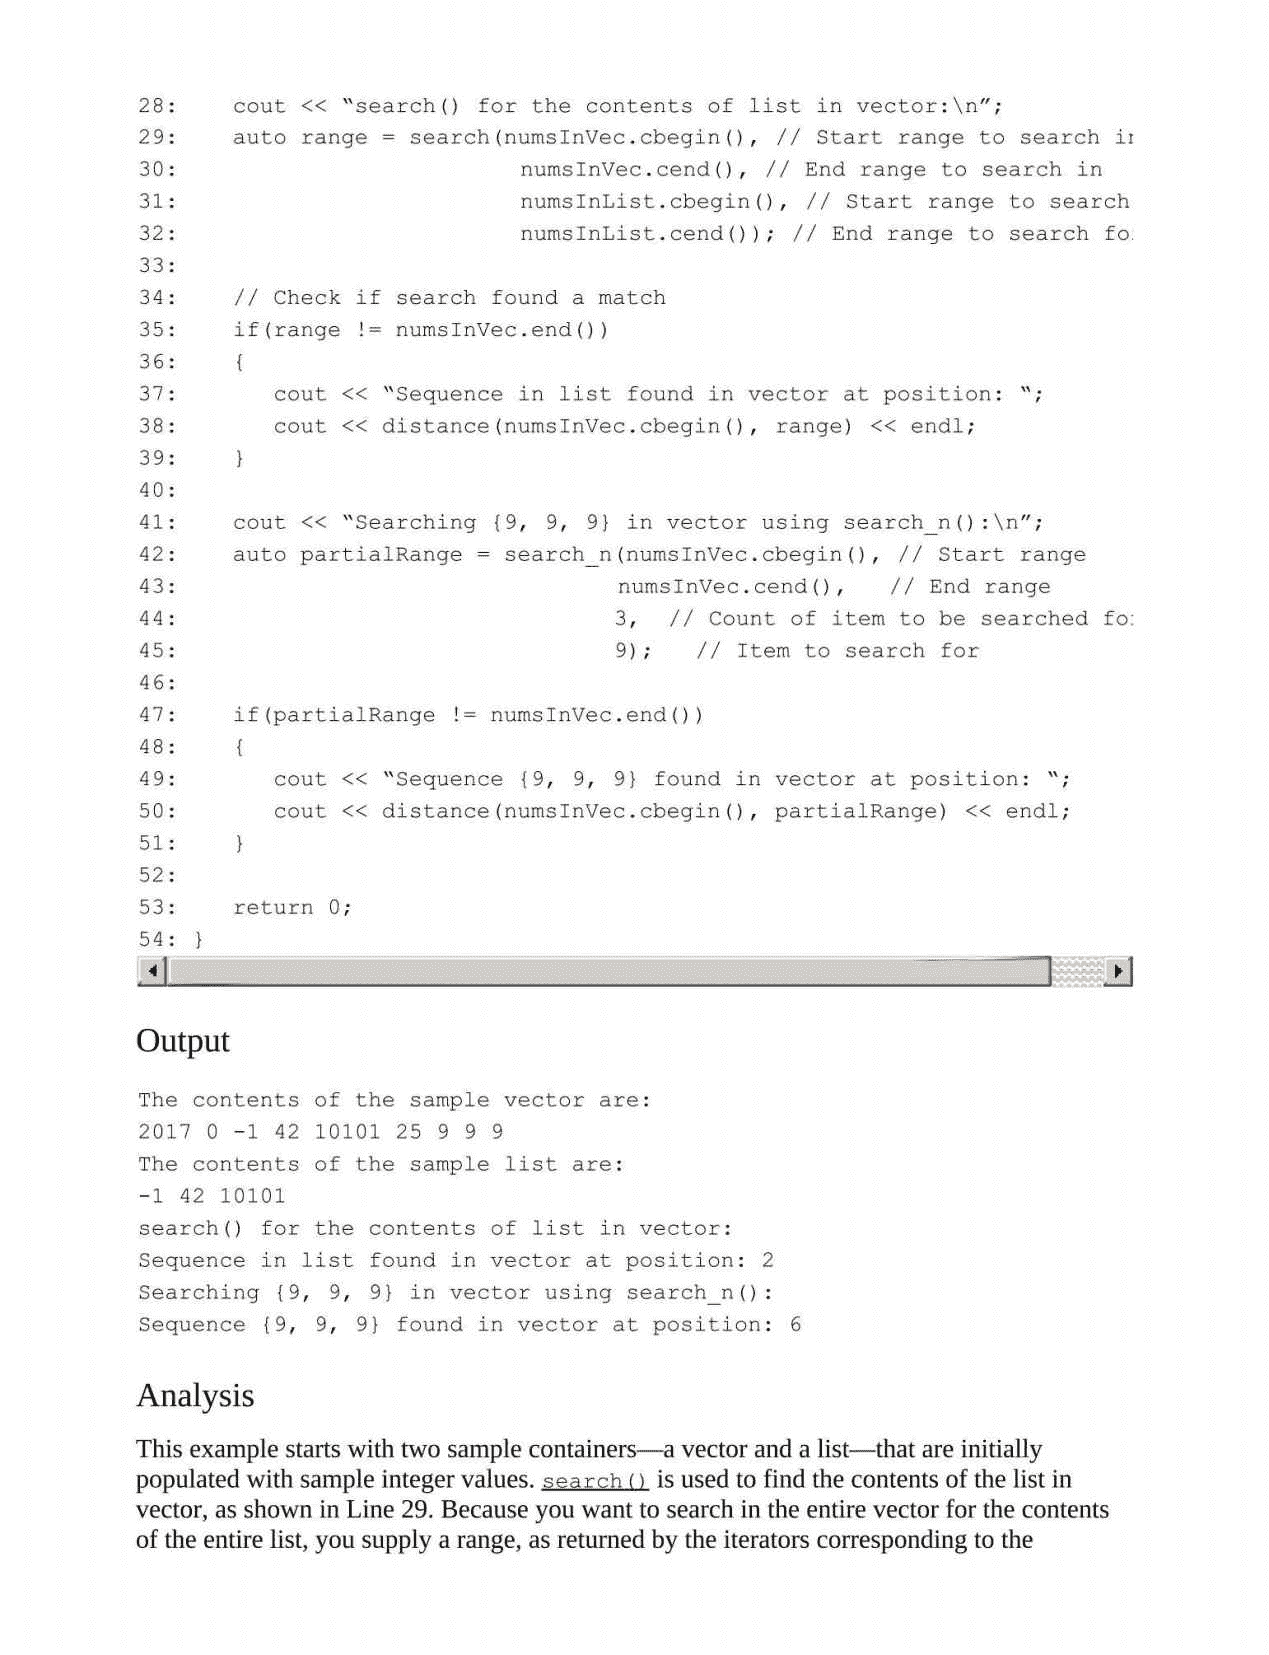 28:    cout << “search() for the contents of list in vector:\n”;
29:    auto range = search(numsInVec.cbegin(), // Start range to search
30:                         numsInVec.cend(), // End range to search in
31:                         numsInList.cbegin(), // Start range to search
32:                         numsInList.cend()); // End range to search
33:
34:    // Check if search found a match
35:    if(range != numsInVec.end())
36:    {
37:       cout << “Sequence in list found in vector at position: “;
38:       cout << distance(numsInVec.cbegin(), range) << endl;
39:    }
40:
41:    cout << “Searching {9, 9, 9} in vector using search_n():\n”;
42:    auto partialRange = search_n(numsInVec.cbegin(), // Start range
43:                                numsInVec.cend(),   // End range
44:                                3,  // Count of item to be searched
45:                                9);   // Item to search for
46:
47:    if(partialRange != numsInVec.end())
48:    {
49:       cout << “Sequence {9, 9, 9} found in vector at position: “;
50:       cout << distance(numsInVec.cbegin(), partialRange) << endl;
51:    }
52:
53:    return 0;
54: }
Output
The contents of the sample vector are:
2017 0 -1 42 10101 25 9 9 9
The contents of the sample list are:
-1 42 10101
search() for the contents of list in vector:
Sequence in list found in vector at position: 2
Searching {9, 9, 9} in vector using search_n():
Sequence {9, 9, 9} found in vector at position: 6
Analysis
This example starts with two sample containers—a vector and a list—that are initially
populated with sample integer values. search() is used to find the contents of the list in
vector, as shown in Line 29. Because you want to search in the entire vector for the contents
of the entire list, you supply a range, as returned by the iterators corresponding to the